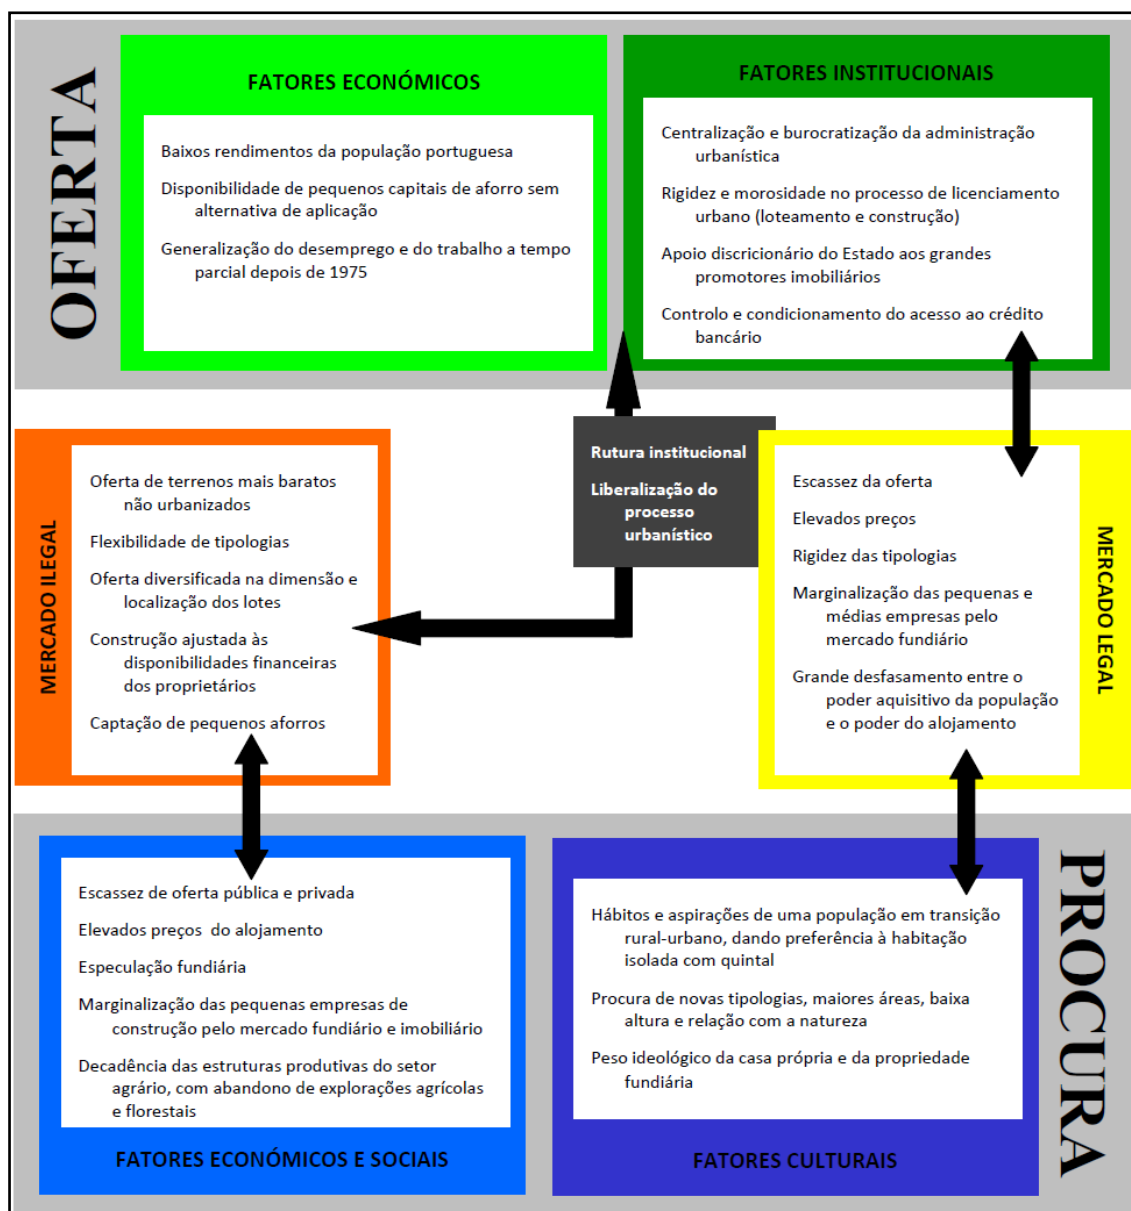 OFERTA
FATORES ECONÓMICOS
Baixos rendimentos da população portuguesa
Disponibilidade de pequenos capitais de aforro sem
alternativa de aplicação
Generalização do desemprego e do trabalho a tempo
parcial depois de 1975
FATORES INSTITUCIONAIS
Centralização e burocratização da administração
urbanística
Rigidez e morosidade no processo de licenciamento
urbano (loteamento e construção)
Apoio discricionário do Estado aos grandes
promotores imobiliários
Controlo e condicionamento do acesso ao crédito
bancário
MERCADO ILEGAL
Oferta de terrenos mais baratos
não urbanizados
Flexibilidade de tipologias
Oferta diversificada na dimensão e
localização dos lotes
Construção ajustada às
disponibilidades financeiras
dos proprietários
Captação de pequenos aforros
Rutura institucional
Liberalização do
processo
urbanístico
Escassez da oferta
Elevados preços
Rigidez das tipologias
Marginalização das pequenas e
médias empresas pelo
mercado fundiário
Grande desfasamento entre o
poder aquisitivo da população
e o poder do alojamento
MERCADO LEGAL
Escassez de oferta pública e privada
Elevados preços do alojamento
Especulação fundiária
Marginalização das pequenas empresas de
construção pelo mercado fundiário e imobiliário
Decadência das estruturas produtivas do setor
agrário, com abandono de explorações agrícolas
e florestais
FATORES ECONÓMICOS E SOCIAIS
Hábitos e aspirações de uma população em transição
rural-urbano, dando preferência à habitação
isolada com quintal
Procura de novas tipologias, maiores áreas, baixa
altura e relação com a natureza
Peso ideológico da casa própria e da propriedade
fundiária
FATORES CULTURAIS
PROCURA